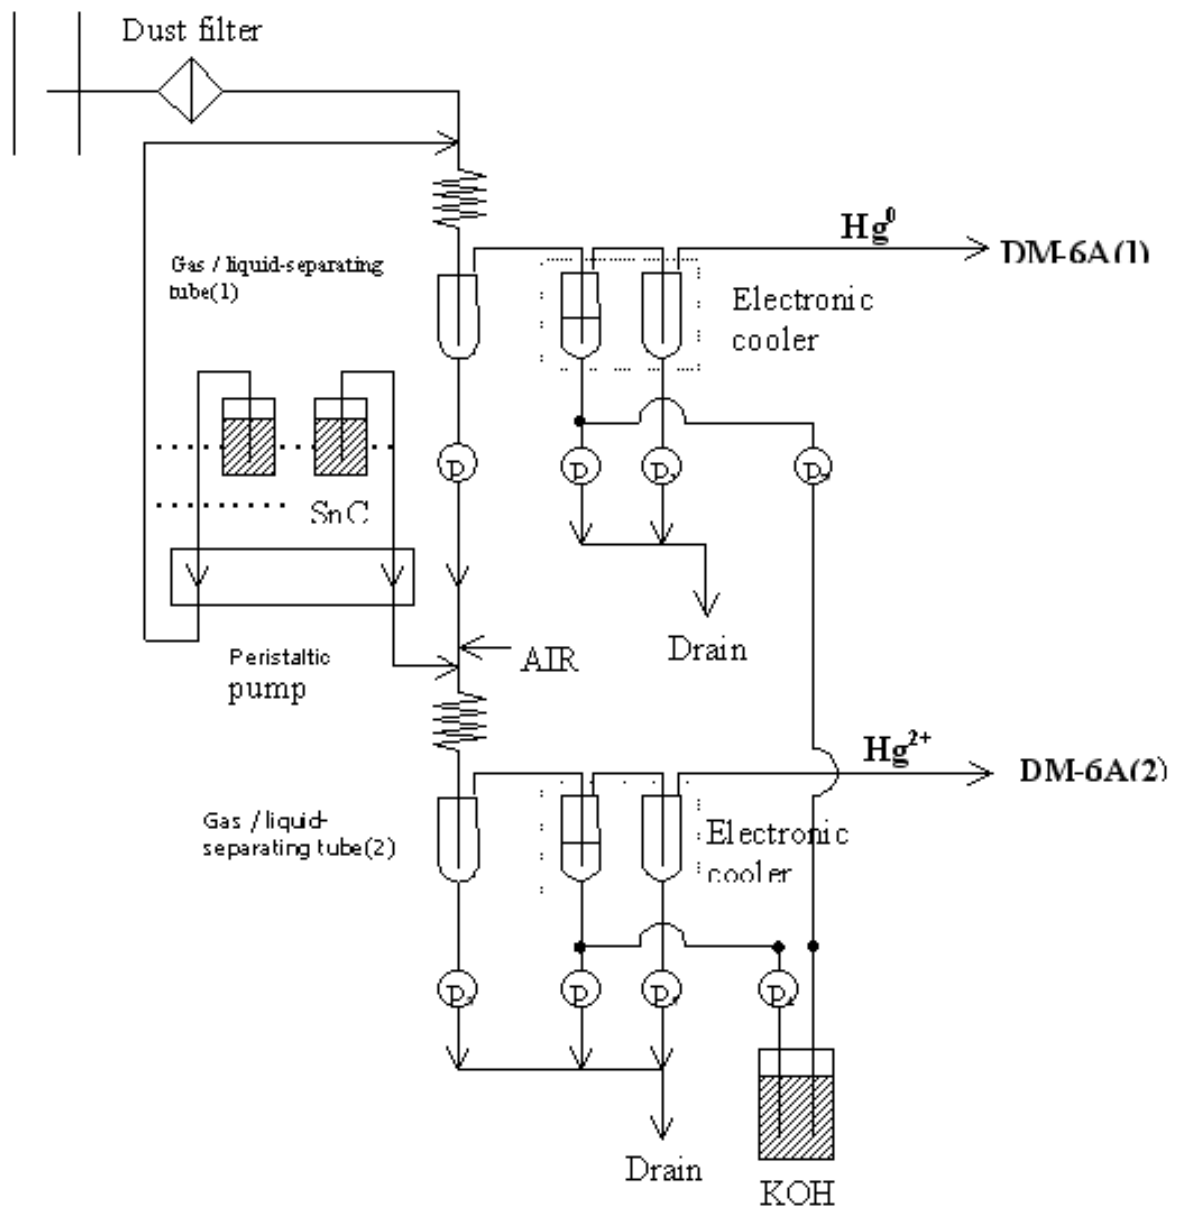 Dust filter
Hg⁰
DM-6A(1)
Gas / liquid-separating
tube(1)
Electronic
cooler
P
P
P
P
SnC
Drain
Peristaltic
pump
AIR
Hg²⁺
DM-6A(2)
Gas / liquid-
separating tube(2)
Electronic
cooler
P
P
P
P
Drain
KOH